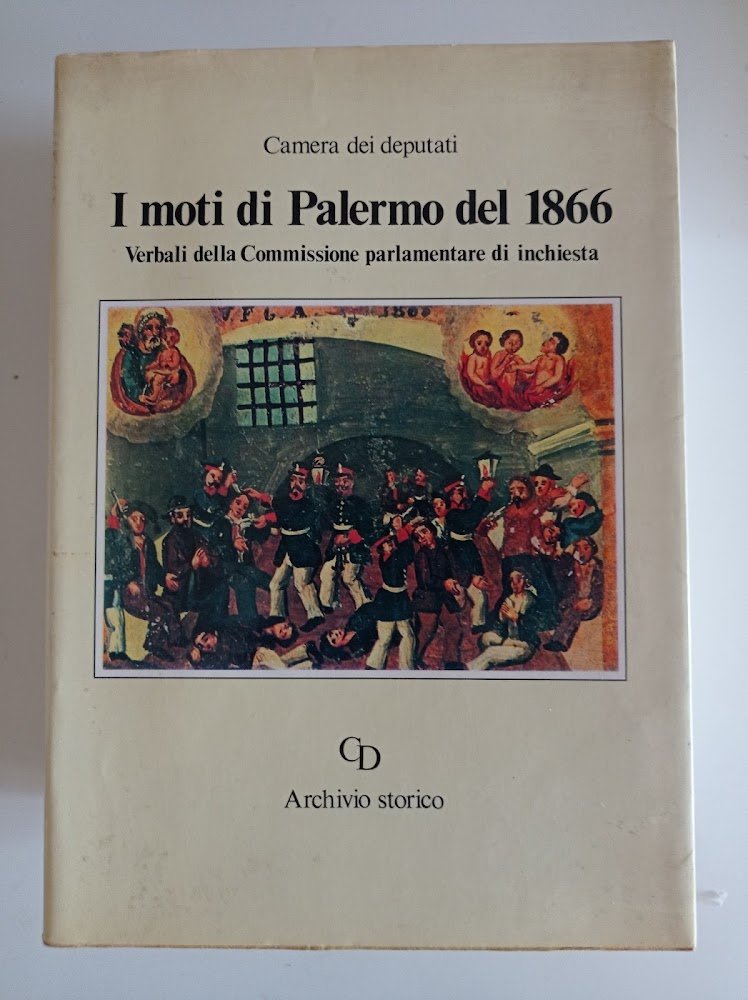 Camera dei deputati
I moti di Palermo del 1866
Verbali della Commissione parlamentare di inchiesta
CD
Archivio storico